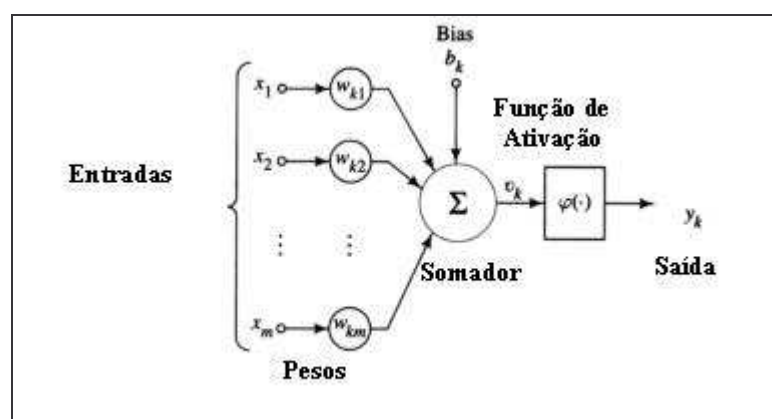 Bias
b_k
x_1
w_k1
Função de
Ativação
Entradas
x_2
w_k2
Σ
v_k
φ(·)
y_k
Somador
Saída
x_m
w_km
Pesos